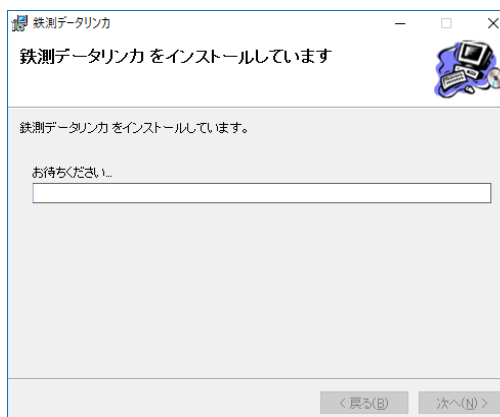 鉄測データリンカ
鉄測データリンカ をインストールしています
鉄測データリンカ をインストールしています。
お待ちください...
< 戻る(B)
次へ(N) >